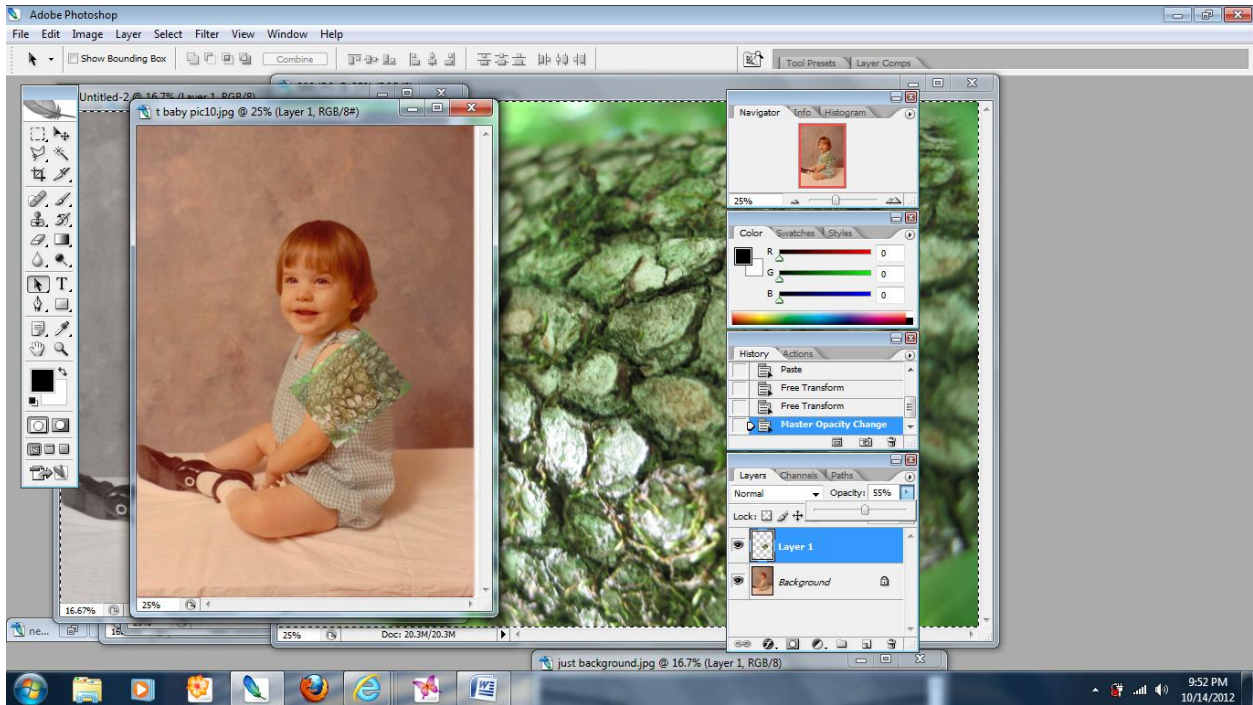 Adobe Photoshop
File Edit Image Layer Select Filter View Window Help
Show Bounding Box Combine Tool Presets Layer Comps
Untitled-2 @ 16.7% (Layer 1, RGB/8)
t baby pic10.jpg @ 25% (Layer 1, RGB/8#)
Navigator Info Histogram
25%
Color Swatches Styles
R 0
G 0
B 0
History Actions
Paste
Free Transform
Free Transform
Master Opacity Change
Layers Channels Paths
Normal Opacity: 55%
Lock:
Layer 1
Background
16.67%
25%
ne...
25% Doc: 20.3M/20.3M
just background.jpg @ 16.7% (Layer 1, RGB/8)
9:52 PM
10/14/2012